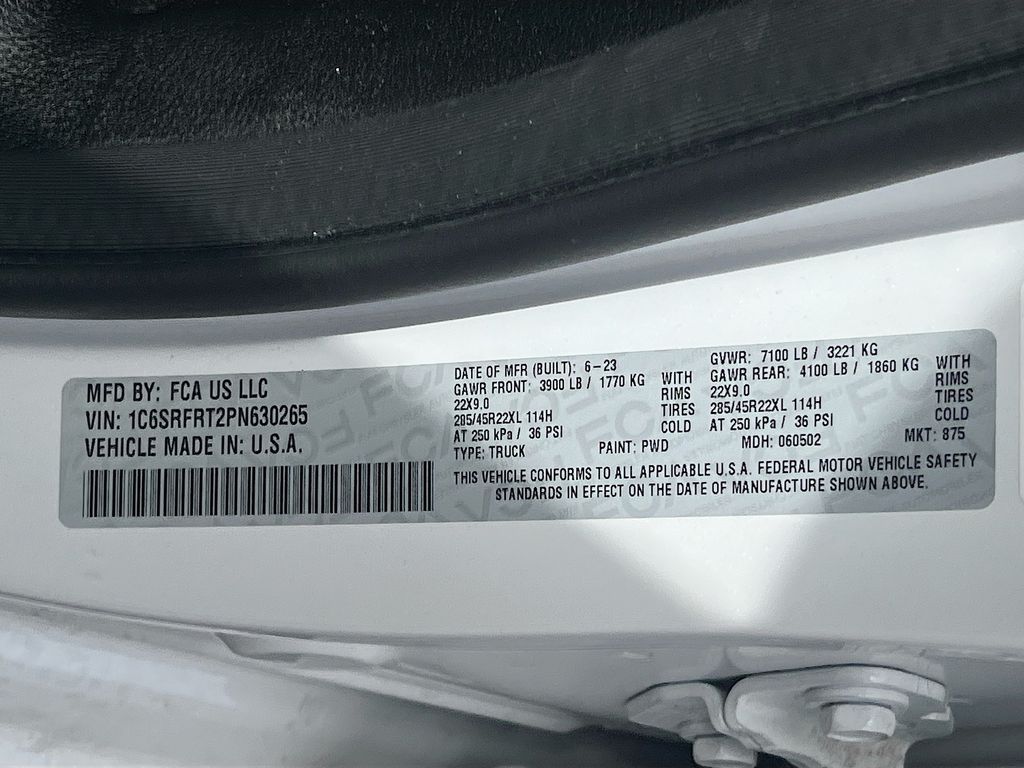 MFD BY: FCA US LLC
VIN: 1C6SRFRT2PN630265
VEHICLE MADE IN: U.S.A.
DATE OF MFR (BUILT): 6-23
GAWR FRONT: 3900 LB / 1770 KG WITH
22X9.0 RIMS
285/45R22XL 114H TIRES
AT 250 kPa / 36 PSI COLD
TYPE: TRUCK PAINT: PWD
GVWR: 7100 LB / 3221 KG
GAWR REAR: 4100 LB / 1860 KG WITH
22X9.0 RIMS
285/45R22XL 114H TIRES
AT 250 kPa / 36 PSI COLD
MDH: 060502 MKT: 875
THIS VEHICLE CONFORMS TO ALL APPLICABLE U.S.A. FEDERAL MOTOR VEHICLE SAFETY
STANDARDS IN EFFECT ON THE DATE OF MANUFACTURE SHOWN ABOVE.